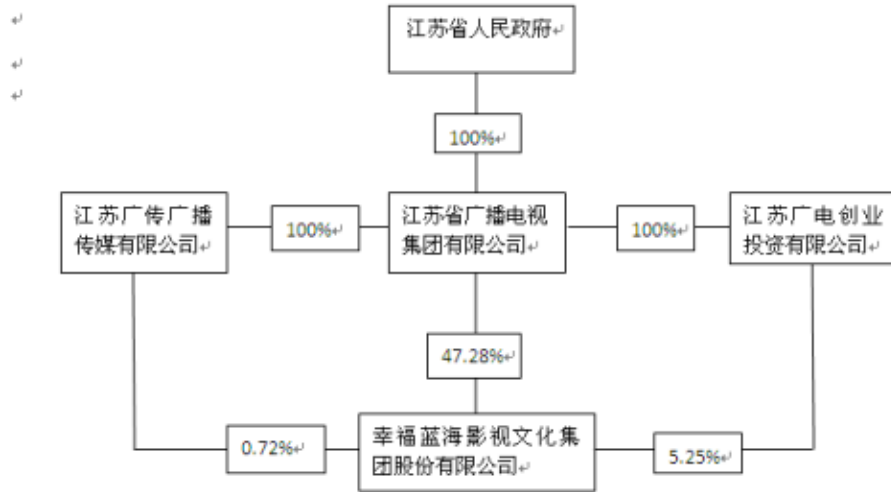 江苏省人民政府
100%
江苏广传广播
传媒有限公司
100%
江苏省广播电视
集团有限公司
100%
江苏广电创业
投资有限公司
47.28%
0.72%
幸福蓝海影视文化集
团股份有限公司
5.25%